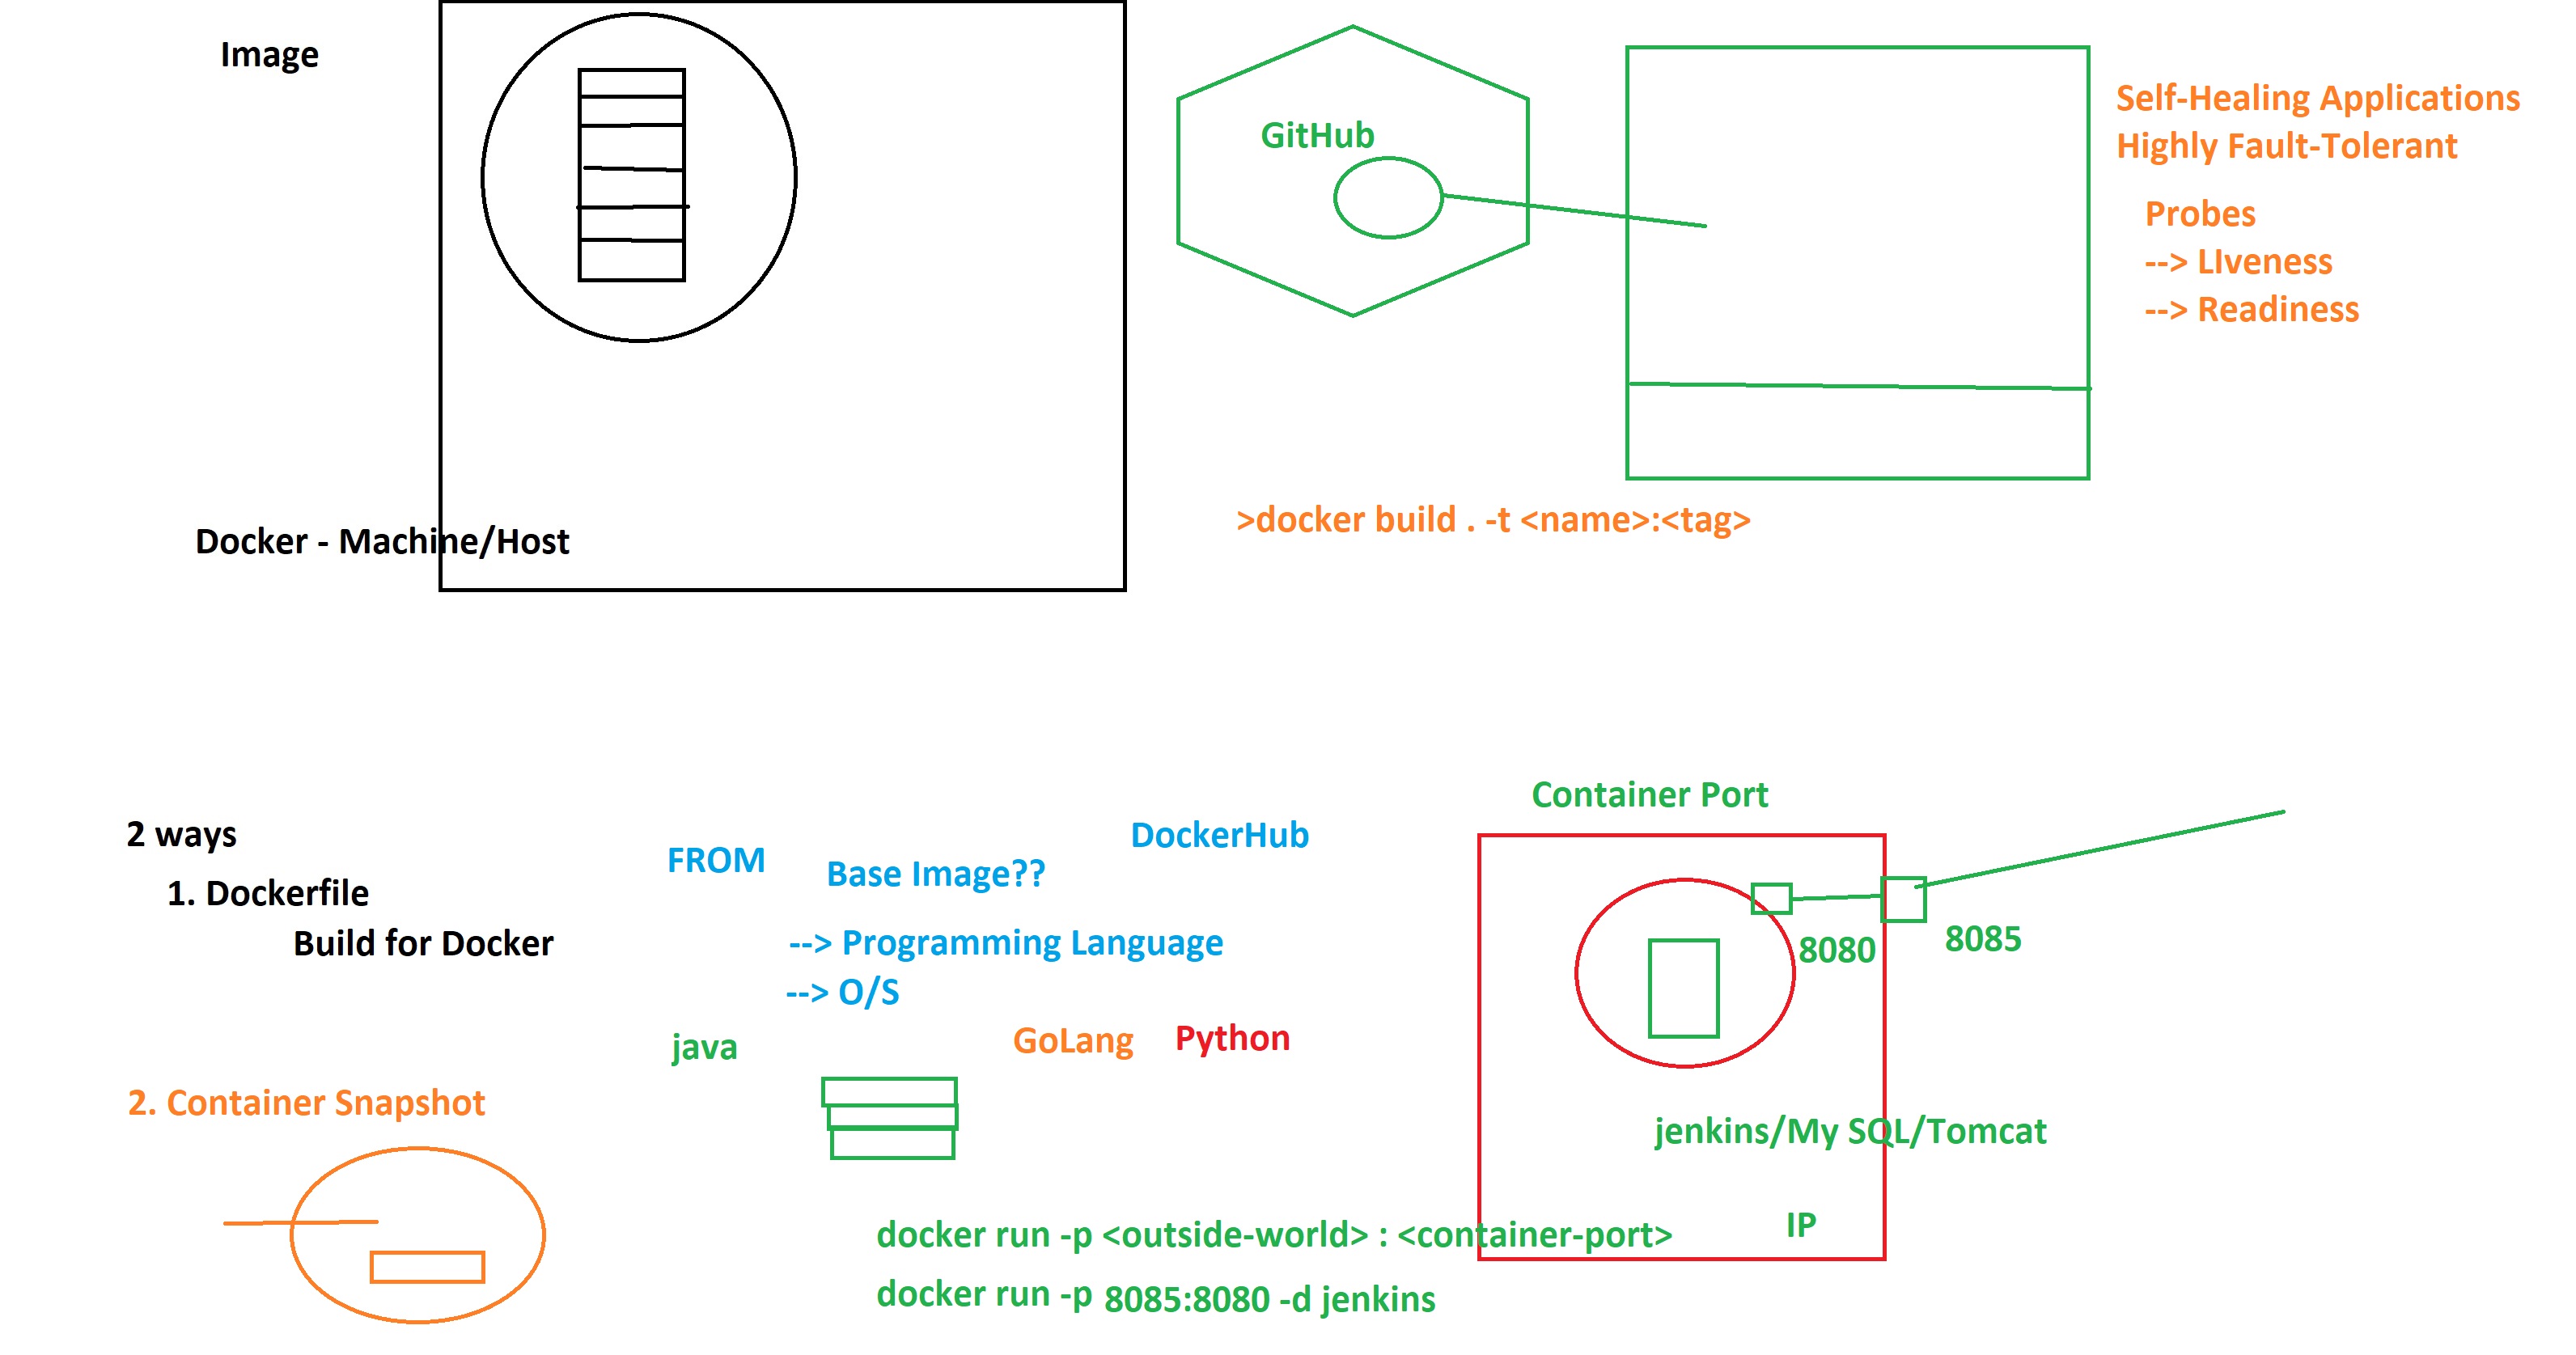 Image
Docker - Machine/Host
GitHub
Self-Healing Applications
Highly Fault-Tolerant
Probes
--> LIveness
--> Readiness
>docker build . -t <name>:<tag>
2 ways
1. Dockerfile
Build for Docker
2. Container Snapshot
FROM
Base Image??
DockerHub
--> Programming Language
--> O/S
java
GoLang
Python
Container Port
8080
8085
jenkins/My SQL/Tomcat
IP
docker run -p <outside-world> : <container-port>
docker run -p 8085:8080 -d jenkins